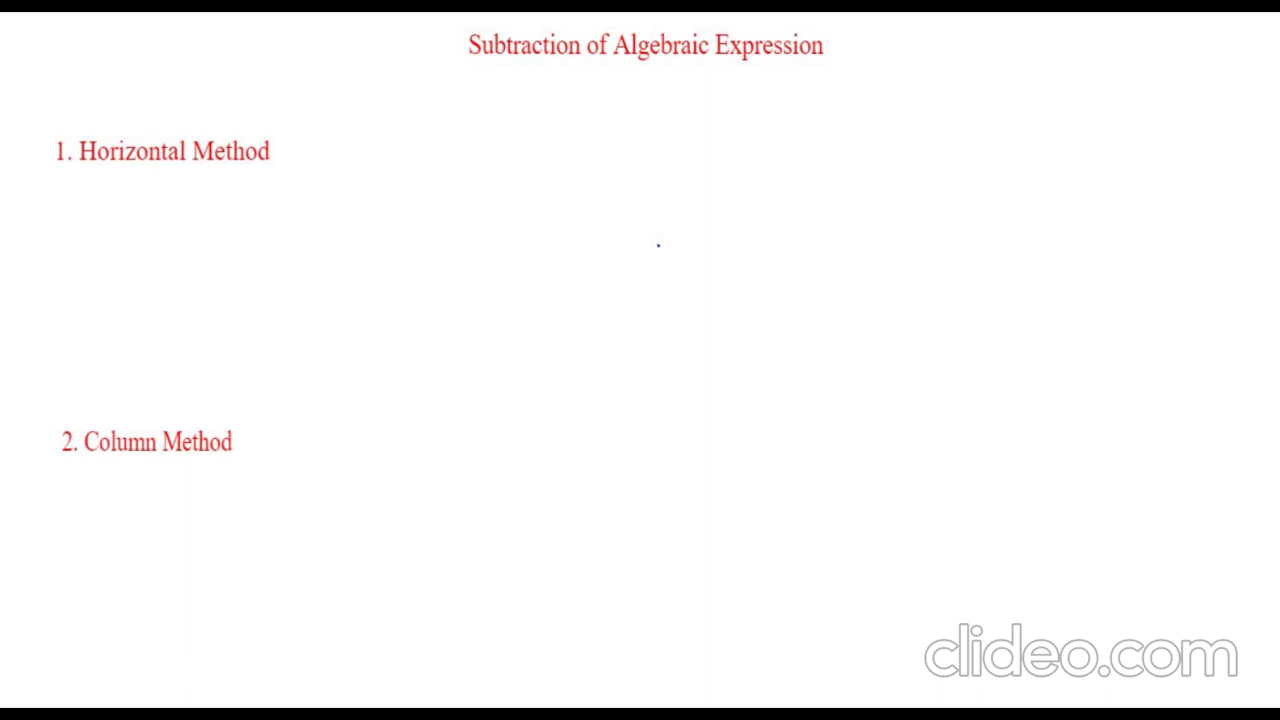 Subtraction of Algebraic Expression
1. Horizontal Method
2. Column Method
clideo.com